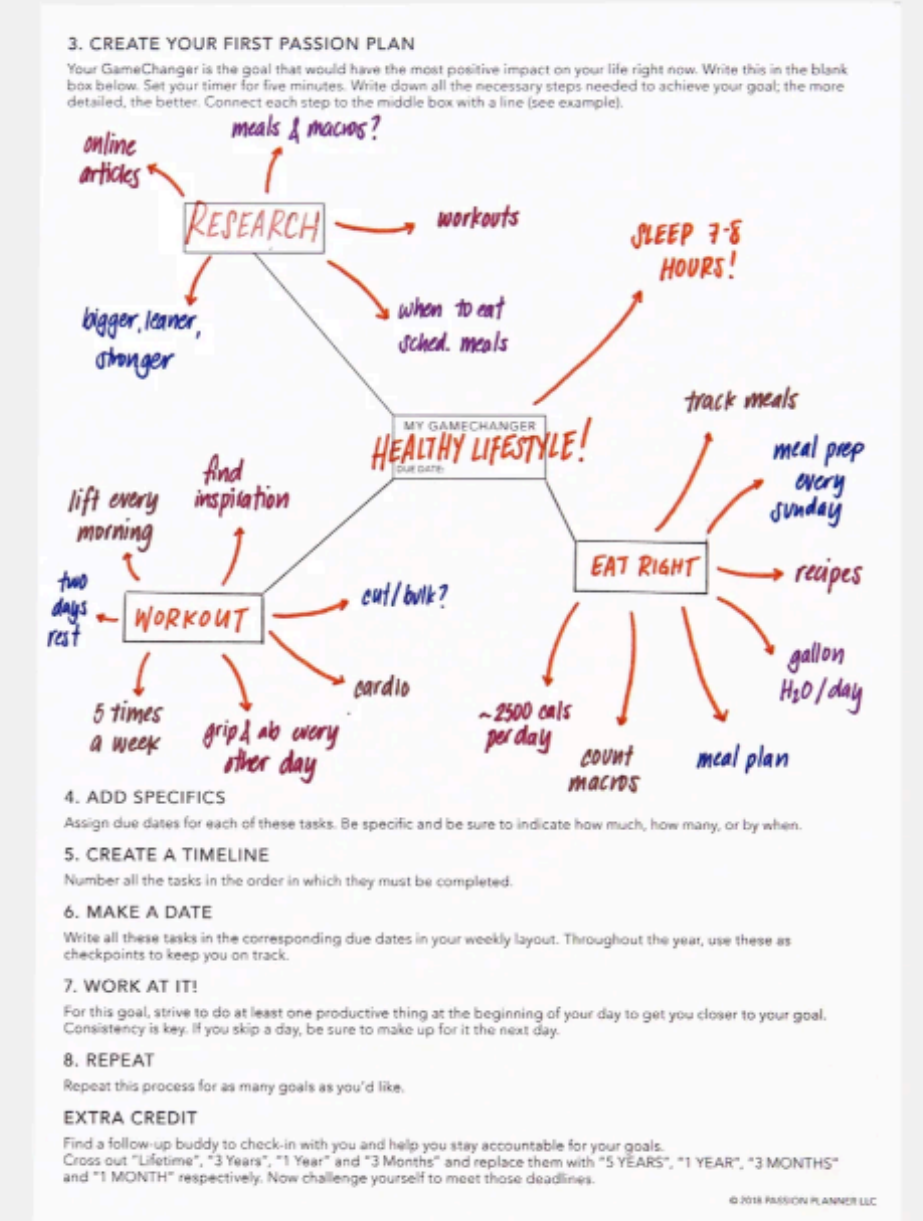 3. CREATE YOUR FIRST PASSION PLAN
Your GameChanger is the goal that would have the most positive impact on your life right now. Write this in the blank
box below. Set your timer for five minutes. Write down all the necessary steps needed to achieve your goal; the more
detailed, the better. Connect each step to the middle box with a line (see example).
meals & macros?
online
articles
RESEARCH
workouts
SLEEP 7-8
HOURS!
bigger, leaner,
stronger
when to eat
sched. meals
MY GAMECHANGER
HEALTHY LIFESTYLE!
DUE DATE:
track meals
meal prep
every
sunday
find
inspiration
lift every
morning
EAT RIGHT
recipes
two
days
rest
WORKOUT
cut/bulk?
gallon
H₂O/day
cardio
5 times
a week
grip & ab every
other day
~2500 cals
per day
count
macros
meal plan
4. ADD SPECIFICS
Assign due dates for each of these tasks. Be specific and be sure to indicate how much, how many, or by when.
5. CREATE A TIMELINE
Number all the tasks in the order in which they must be completed.
6. MAKE A DATE
Write all these tasks in the corresponding due dates in your weekly layout. Throughout the year, use these as
checkpoints to keep you on track.
7. WORK AT IT!
For this goal, strive to do at least one productive thing at the beginning of your day to get you closer to your goal.
Consistency is key. If you skip a day, be sure to make up for it the next day.
8. REPEAT
Repeat this process for as many goals as you'd like.
EXTRA CREDIT
Find a follow-up buddy to check-in with you and help you stay accountable for your goals.
Cross out "Lifetime", "3 Years", "1 Year" and "3 Months" and replace them with "5 YEARS", "1 YEAR", "3 MONTHS"
and "1 MONTH" respectively. Now challenge yourself to meet those deadlines.
© 2018 PASSION PLANNER LLC